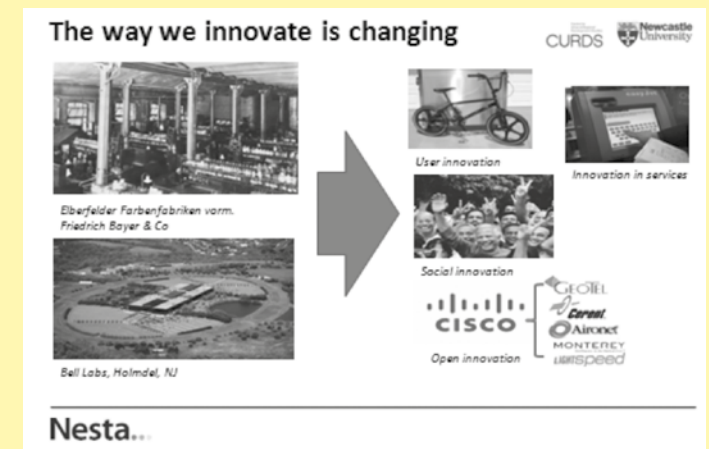 The way we innovate is changing
CURDS
Newcastle
University
Elberfelder Farbenfabriken vorm.
Friedrich Bayer & Co
Bell Labs, Holmdel, NJ
User innovation
Innovation in services
Social innovation
CISCO
Open innovation
GEOTEL
Cerent
Aironet
MONTEREY
LIGHTSpeed
Nesta...